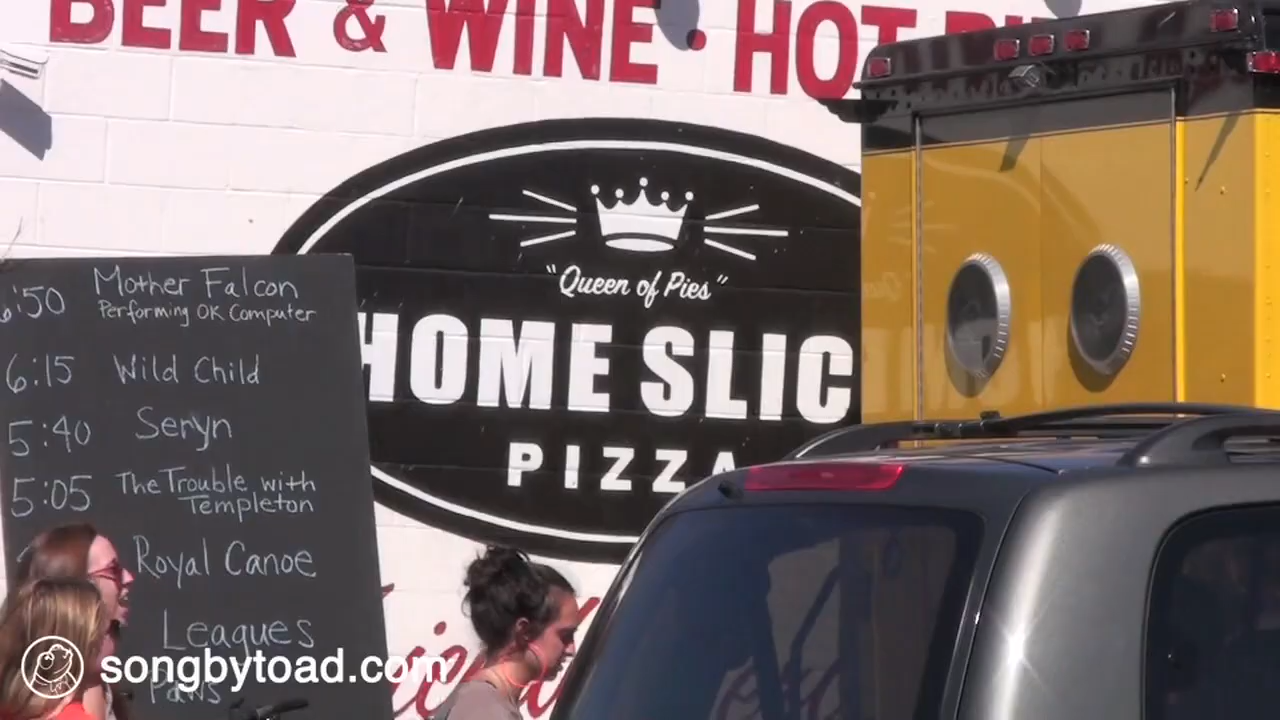 BEER & WINE • HOT
"Queen of Pies"
HOME SLIC
PIZZA
Mother Falcon
Performing OK Computer
6:15 Wild Child
5:40 Seryn
5:05 The Trouble with
Templeton
Royal Canoe
Leagues
Paws
songbytoad.com